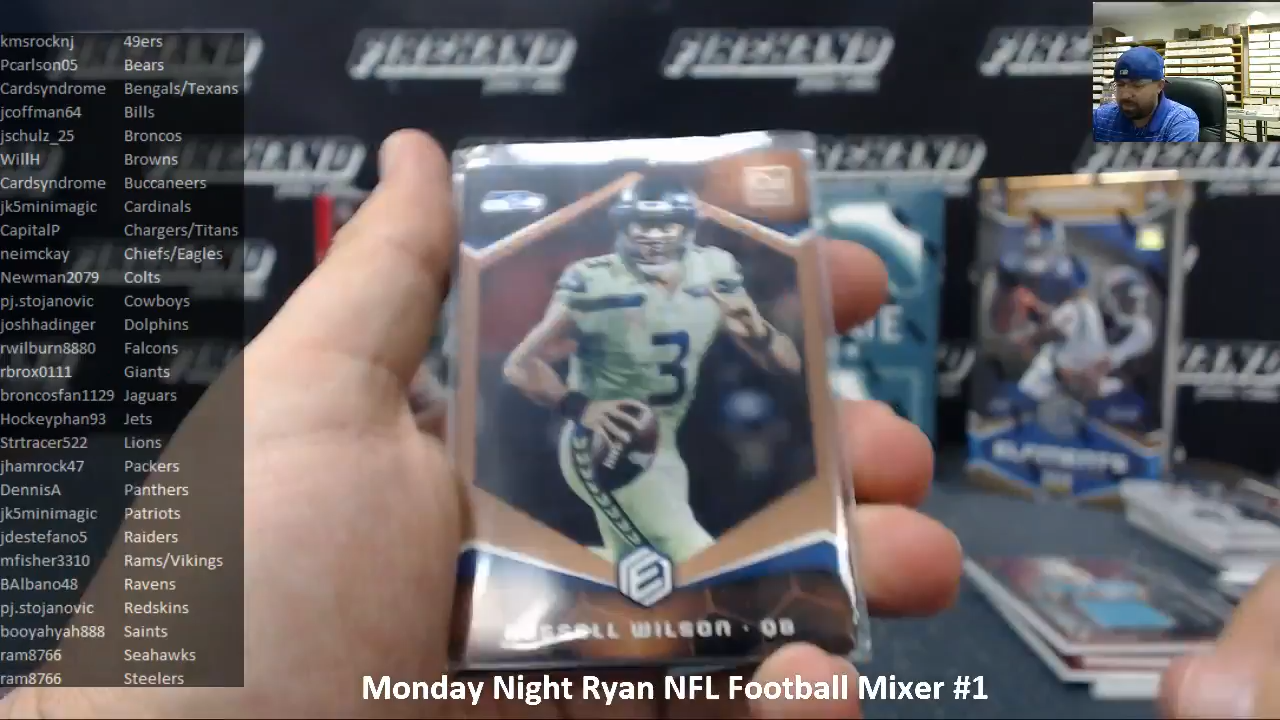 kmsrocknj 49ers
Pcarlson05 Bears
Cardsyndrome Bengals/Texans
jcoffman64 Bills
jschulz_25 Broncos
WillH Browns
Cardsyndrome Buccaneers
jk5minimagic Cardinals
CapitalP Chargers/Titans
neimckay Chiefs/Eagles
Newman2079 Colts
pj.stojanovic Cowboys
joshhadinger Dolphins
rwilburn8880 Falcons
rbrox0111 Giants
broncosfan1129 Jaguars
Hockeyphan93 Jets
Strtracer522 Lions
jhamrock47 Packers
DennisA Panthers
jk5minimagic Patriots
jdestefano5 Raiders
mfisher3310 Rams/Vikings
BAlbano48 Ravens
pj.stojanovic Redskins
booyahyah888 Saints
ram8766 Seahawks
ram8766 Steelers
3
E
WILSON · QB
ELEMENTS
Monday Night Ryan NFL Football Mixer #1